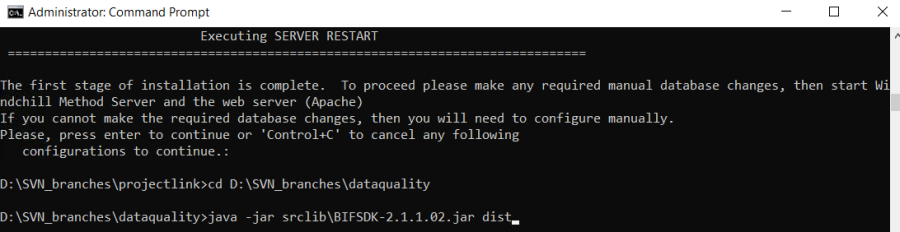 Administrator: Command Prompt
Executing SERVER RESTART
==============================================================================
The first stage of installation is complete.  To proceed please make any required manual database changes, then start Wi
ndchill Method Server and the web server (Apache)
If you cannot make the required database changes, then you will need to configure manually.
Please, press enter to continue or 'Control+C' to cancel any following
configurations to continue.:
D:\SVN_branches\projectlink>cd D:\SVN_branches\dataquality
D:\SVN_branches\dataquality>java -jar srclib\BIFSDK-2.1.1.02.jar dist